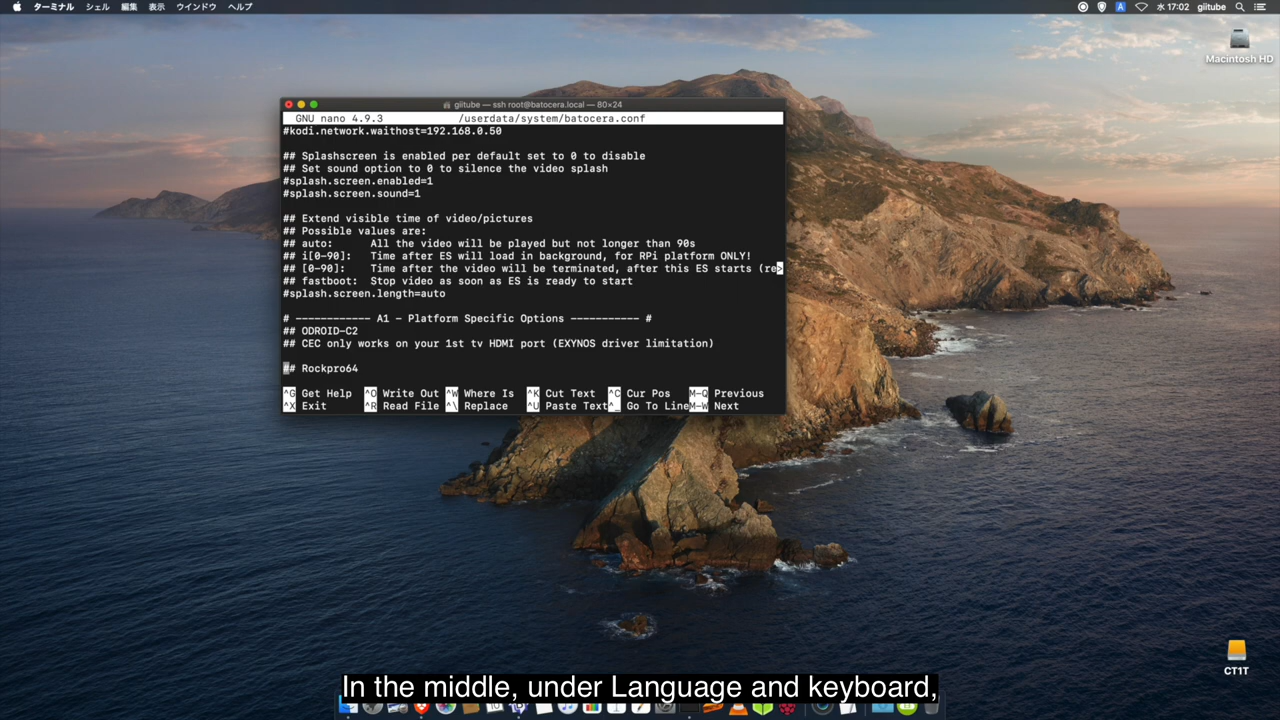 ターミナル シェル 編集 表示 ウインドウ ヘルプ
A 水 17:02 giitube
Macintosh HD
giitube — ssh root@batocera.local — 80×24
GNU nano 4.9.3 /userdata/system/batocera.conf
#kodi.network.waithost=192.168.0.50
## Splashscreen is enabled per default set to 0 to disable
## Set sound option to 0 to silence the video splash
#splash.screen.enabled=1
#splash.screen.sound=1
## Extend visible time of video/pictures
## Possible values are:
## auto: All the video will be played but not longer than 90s
## i[0-90]: Time after ES will load in background, for RPi platform ONLY!
## [0-90]: Time after the video will be terminated, after this ES starts (re>
## fastboot: Stop video as soon as ES is ready to start
#splash.screen.length=auto
# ------------ A1 - Platform Specific Options ----------- #
## ODROID-C2
## CEC only works on your 1st tv HDMI port (EXYNOS driver limitation)
## Rockpro64
^G Get Help ^O Write Out ^W Where Is ^K Cut Text ^C Cur Pos M-Q Previous
^X Exit ^R Read File ^\ Replace ^U Paste Text ^_ Go To Line M-W Next
CT1T
In the middle, under Language and keyboard,